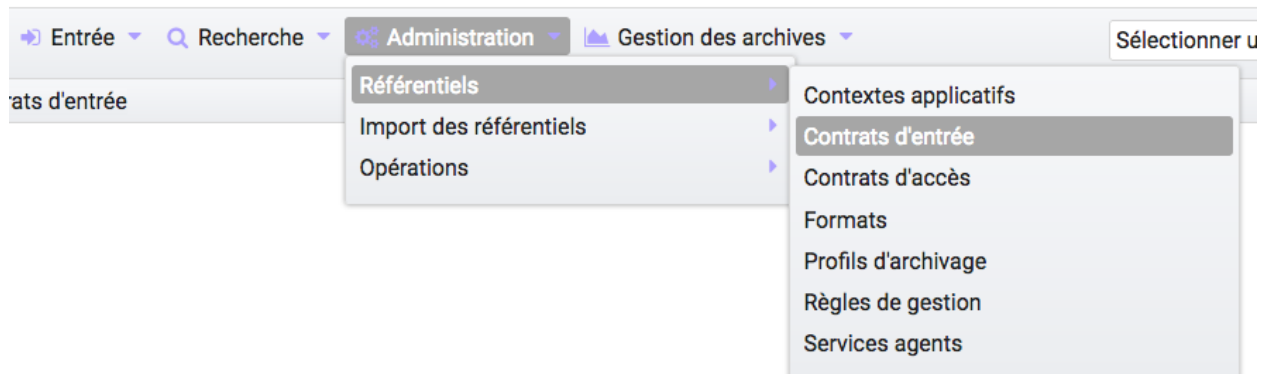 Entrée Recherche Administration Gestion des archives Sélectionner u
rats d'entrée
Référentiels
Import des référentiels
Opérations
Contextes applicatifs
Contrats d'entrée
Contrats d'accès
Formats
Profils d'archivage
Règles de gestion
Services agents